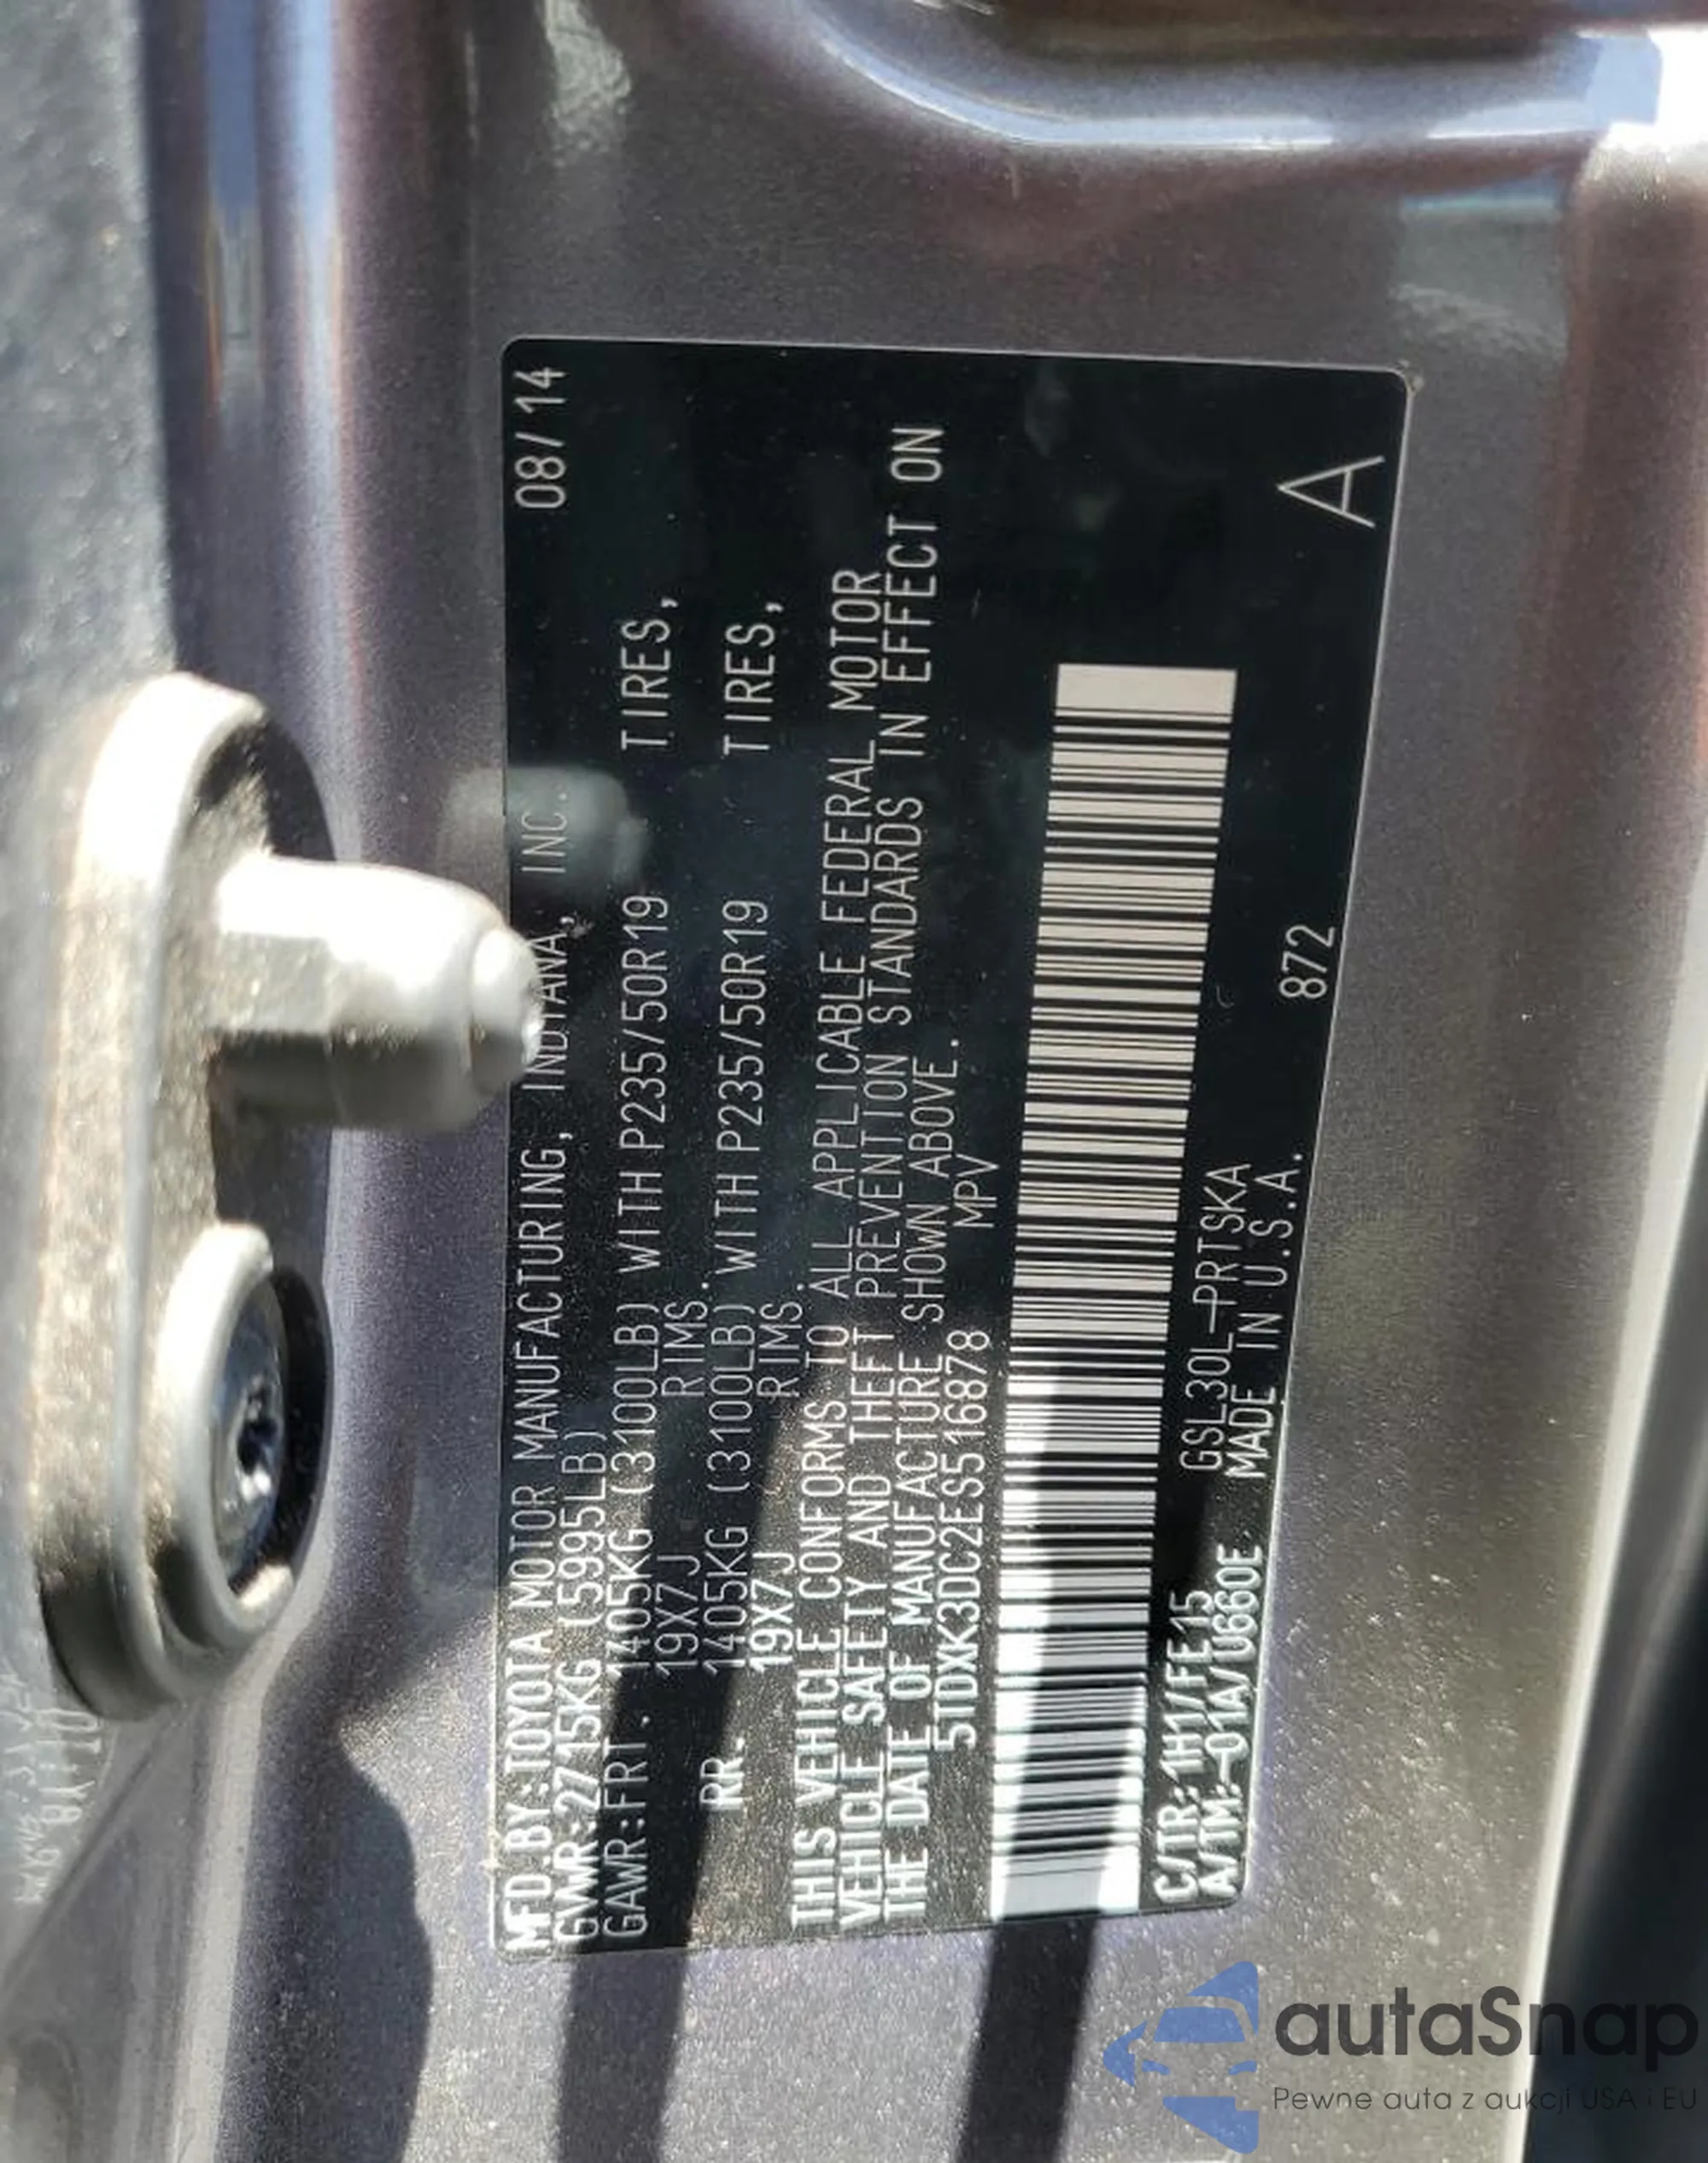 MFD.BY:TOYOTA MOTOR MANUFACTURING, INDIANA, INC. 08/14
GVWR:2715KG (5995LB)
GAWR:FRT. 1405KG (3100LB) WITH P235/50R19 TIRES,
19X7J RIMS.
RR. 1405KG (3100LB) WITH P235/50R19 TIRES,
19X7J RIMS.
THIS VEHICLE CONFORMS TO ALL APPLICABLE FEDERAL MOTOR
VEHICLE SAFETY AND THEFT PREVENTION STANDARDS IN EFFECT ON
THE DATE OF MANUFACTURE SHOWN ABOVE.
5TDXK3DC2ES516878 MPV
C/TR:1H1/FE15 GSL30L-PRTSKA
A/TM:-01A/U660E MADE IN U.S.A. 872 A
autaSnap
Pewne auta z aukcji USA i EU